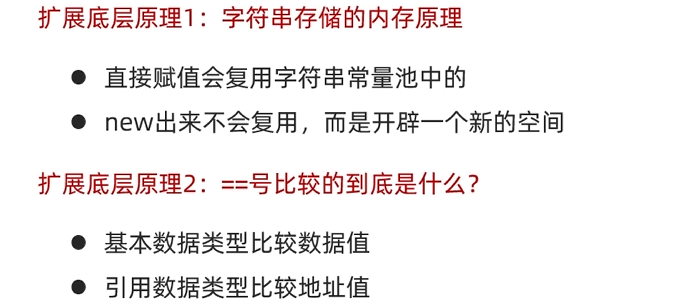 扩展底层原理1：字符串存储的内存原理
● 直接赋值会复用字符串常量池中的
● new出来不会复用，而是开辟一个新的空间
扩展底层原理2：==号比较的到底是什么？
● 基本数据类型比较数据值
● 引用数据类型比较地址值